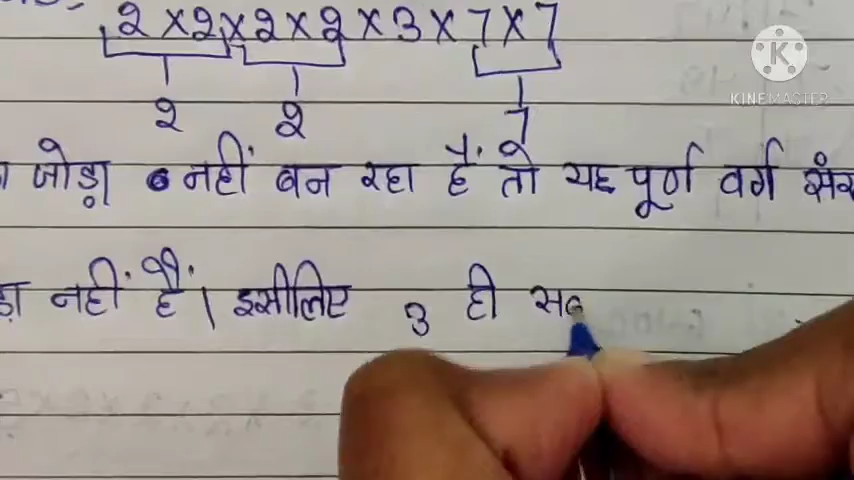 2 × 2 × 2 × 2 × 3 × 7 × 7
2 2 7
जोड़ा नहीं बन रहा है तो यह पूर्ण वर्ग
नहीं है। इसीलिए 3 ही
KINEMASTER